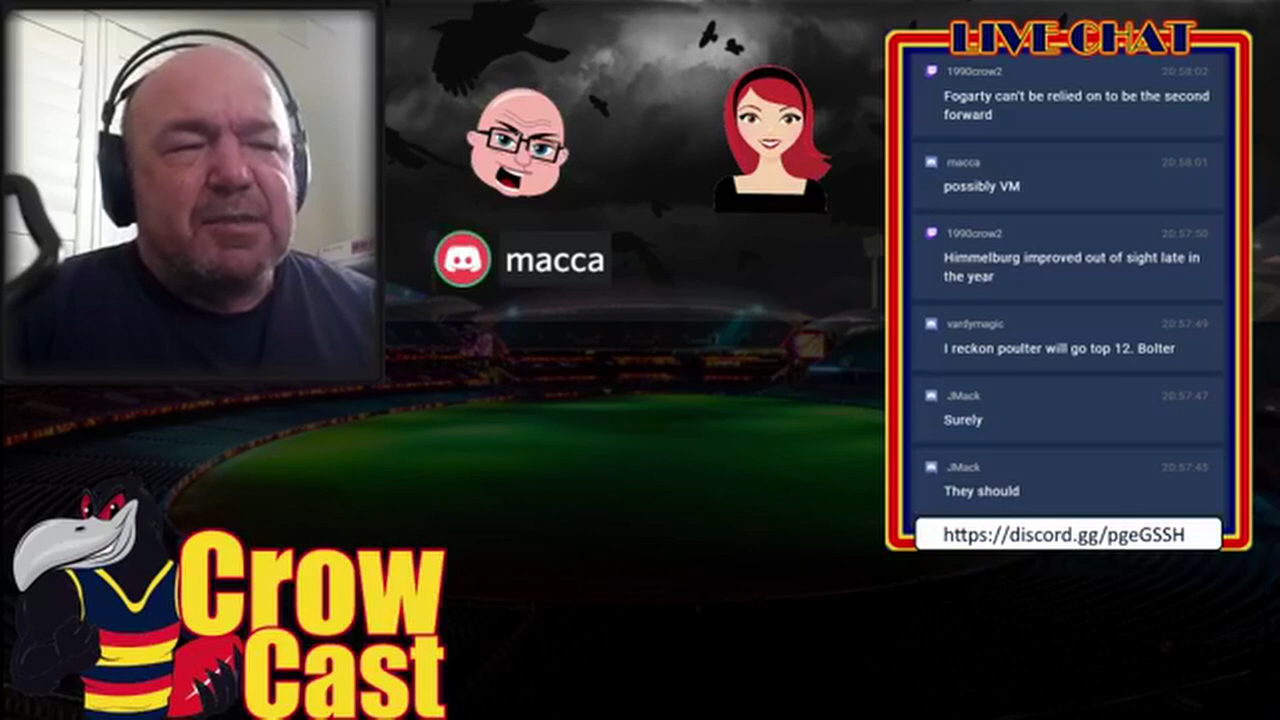 LIVE CHAT
1990crow2 20:58:02
Fogarty can't be relied on to be the second
forward
macca 20:58:01
possibly VM
1990crow2 20:57:50
Himmelburg improved out of sight late in
the year
vardymagic 20:57:49
I reckon poulter will go top 12. Bolter
JMack 20:57:47
Surely
JMack 20:57:45
They should
https://discord.gg/pgeGSSH
macca
Crow
Cast